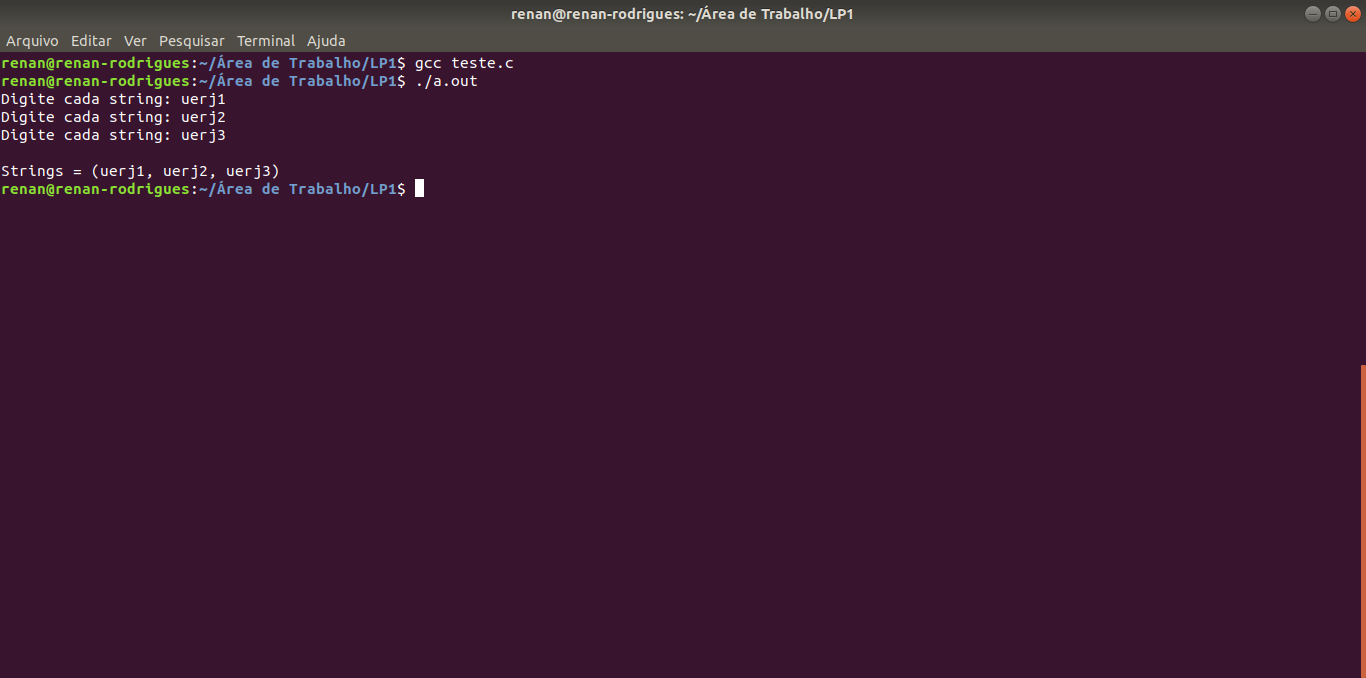 renan@renan-rodrigues: ~/Área de Trabalho/LP1
Arquivo Editar Ver Pesquisar Terminal Ajuda
renan@renan-rodrigues:~/Área de Trabalho/LP1$ gcc teste.c
renan@renan-rodrigues:~/Área de Trabalho/LP1$ ./a.out
Digite cada string: uerj1
Digite cada string: uerj2
Digite cada string: uerj3
Strings = (uerj1, uerj2, uerj3)
renan@renan-rodrigues:~/Área de Trabalho/LP1$